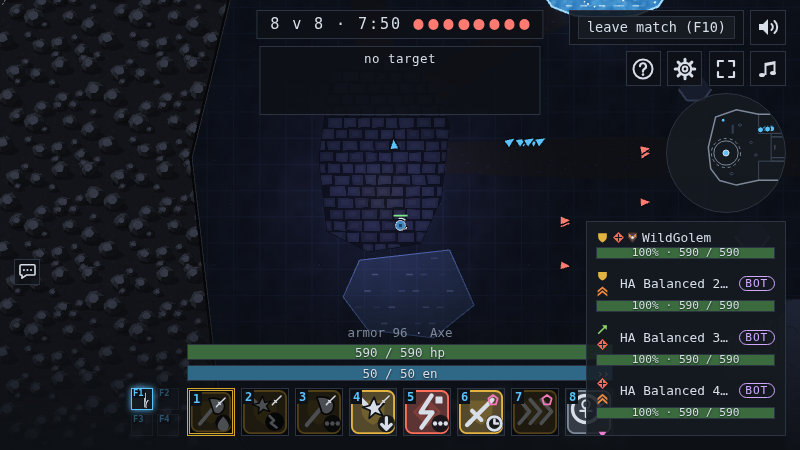 8 v 8 · 7:50
leave match (F10)
no target
WildGolem
100% · 590 / 590
HA Balanced 2… BOT
100% · 590 / 590
HA Balanced 3… BOT
100% · 590 / 590
HA Balanced 4… BOT
100% · 590 / 590
armor 96 · Axe
590 / 590 hp
50 / 50 en
F1 F2
F3 F4
1 2 3 4 5 6 7 8